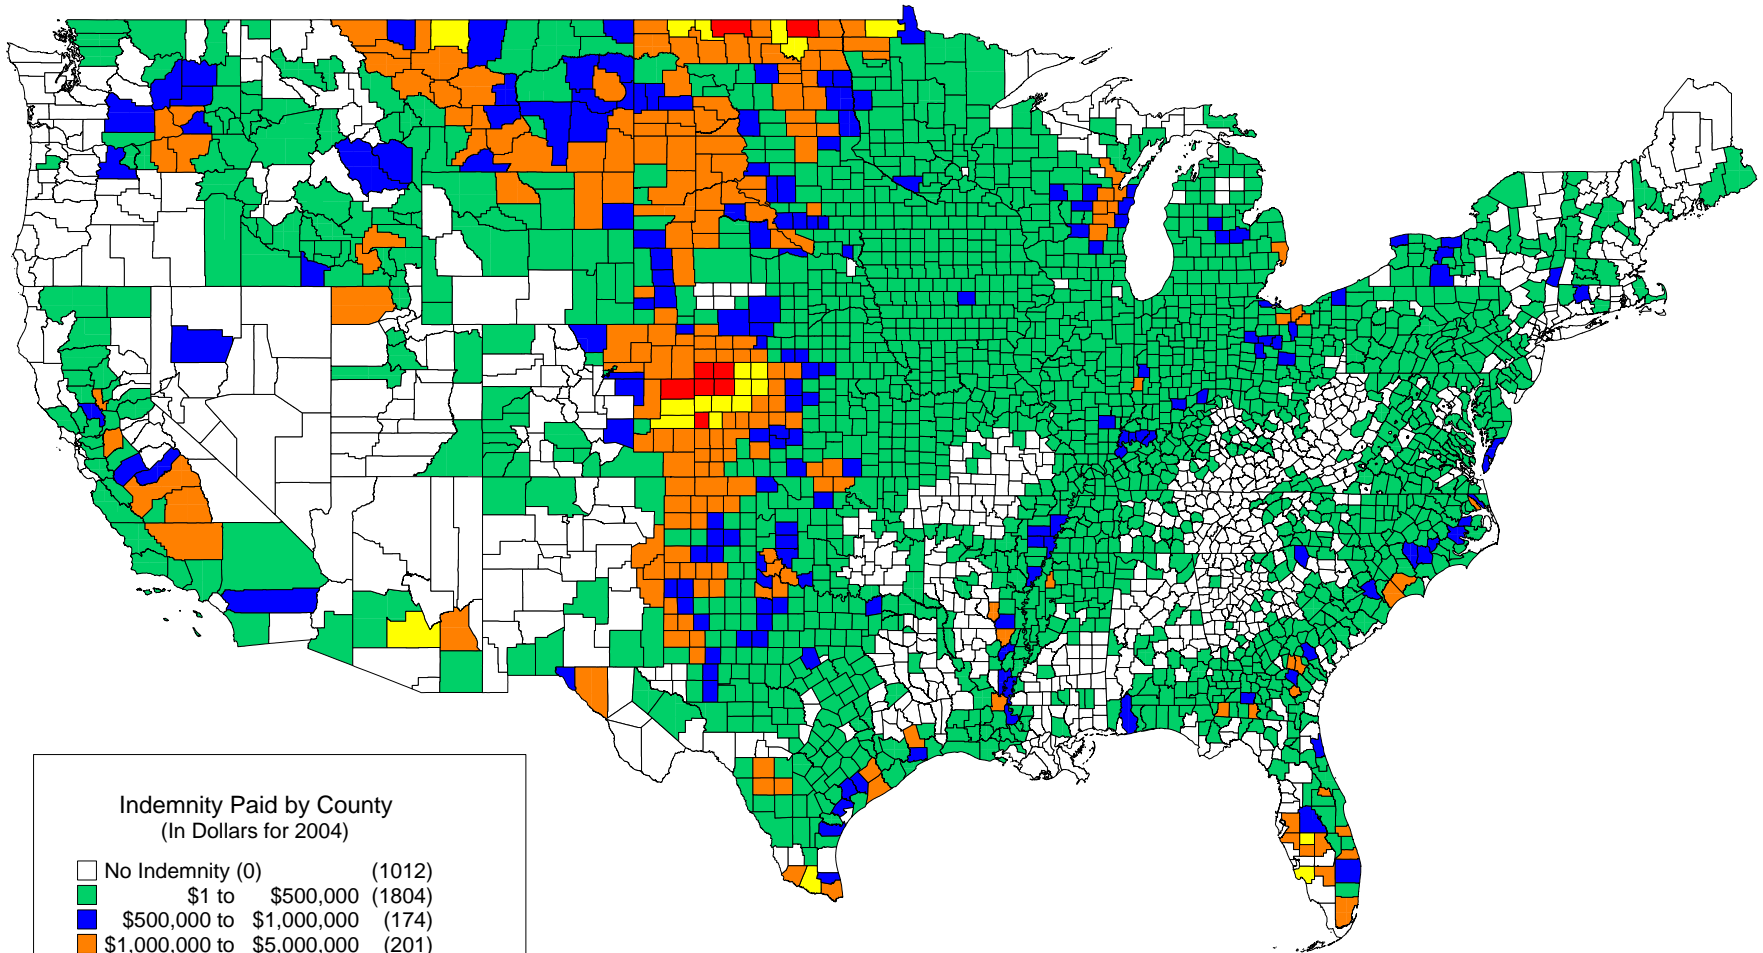 Indemnity Paid by County
(In Dollars for 2004)
No Indemnity (0) (1012)
$1 to $500,000 (1804)
$500,000 to $1,000,000 (174)
$1,000,000 to $5,000,000 (201)